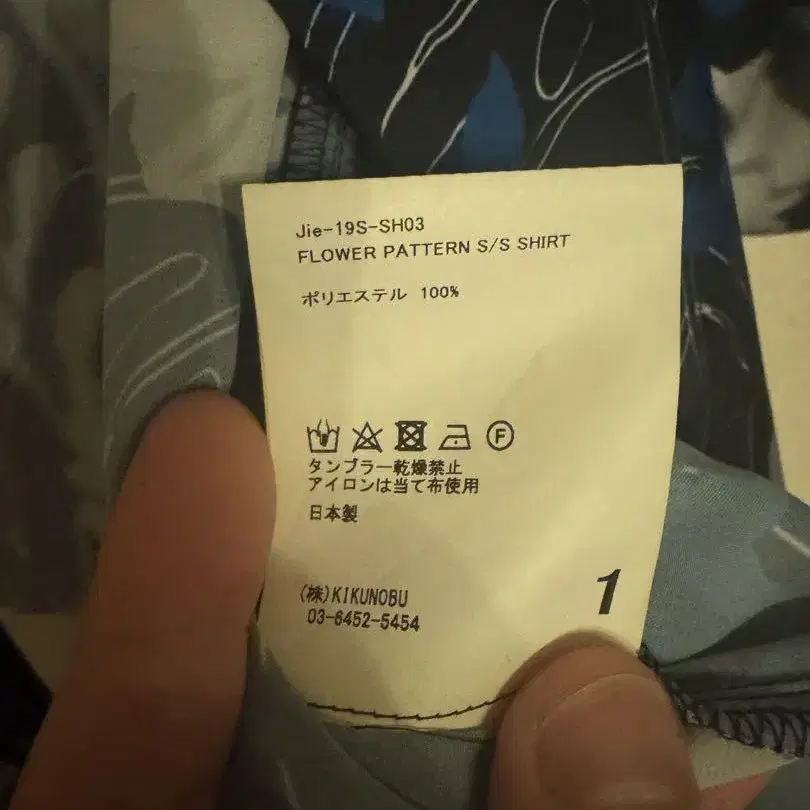 Jie-19S-SH03
FLOWER PATTERN S/S SHIRT
ポリエステル 100%
F
タンブラー乾燥禁止
アイロンは当て布使用
日本製
1
(株)KIKUNOBU
03-6452-5454